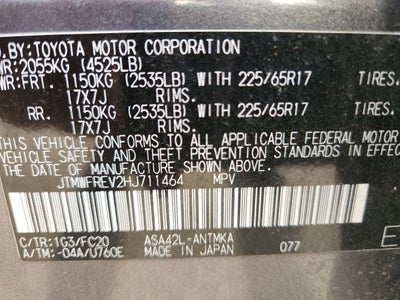 D.BY:TOYOTA MOTOR CORPORATION
WR:2055KG (4525LB)
WR:FRT. 1150KG (2535LB) WITH 225/65R17 TIRES.
17X7J RIMS.
RR. 1150KG (2535LB) WITH 225/65R17 TIRES.
17X7J RIMS.
THIS VEHICLE CONFORMS TO ALL APPLICABLE FEDERAL MOTOR
VEHICLE SAFETY AND THEFT PREVENTION STANDARDS IN EFFE
THE DATE OF MANUFACTURE SHOWN ABOVE.
JTMWFREV2HJ711464 MPV
C/TR:1G3/FC20 ASA42L-ANTMKA
A/TM:-04A/U760E MADE IN JAPAN 077
E